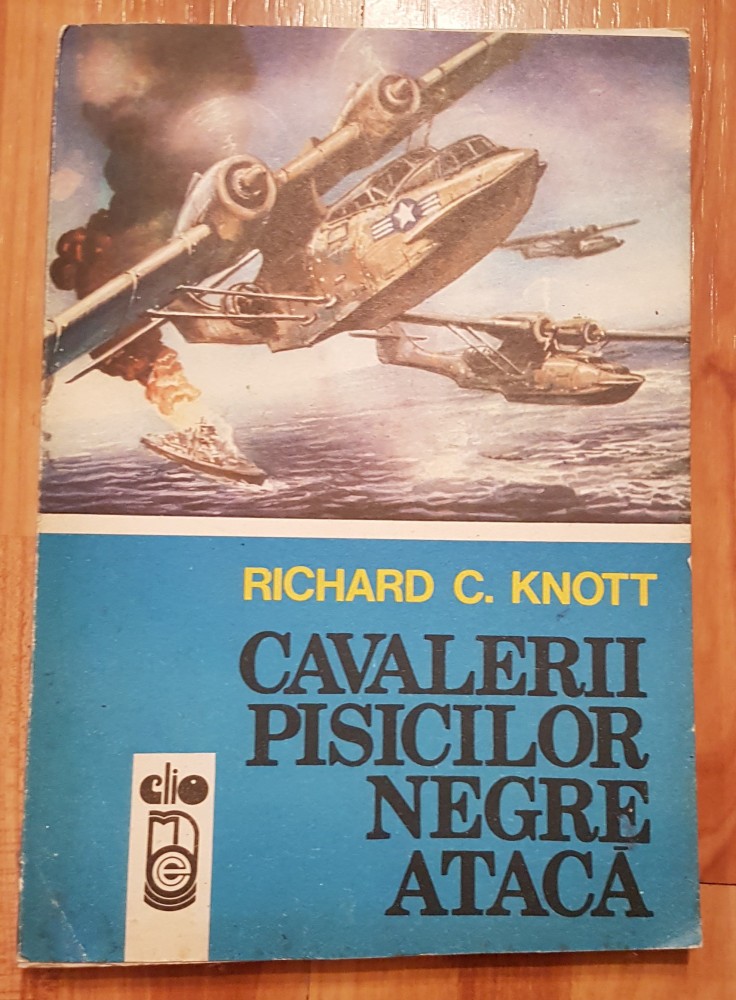 RICHARD C. KNOTT
CAVALERII
PISICILOR
NEGRE
ATACĂ
clio